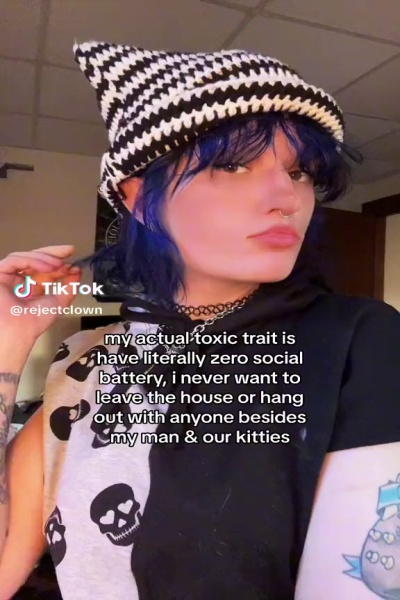 TikTok
@rejectclown
my actual toxic trait is
have literally zero social
battery, i never want to
leave the house or hang
out with anyone besides
my man & our kitties